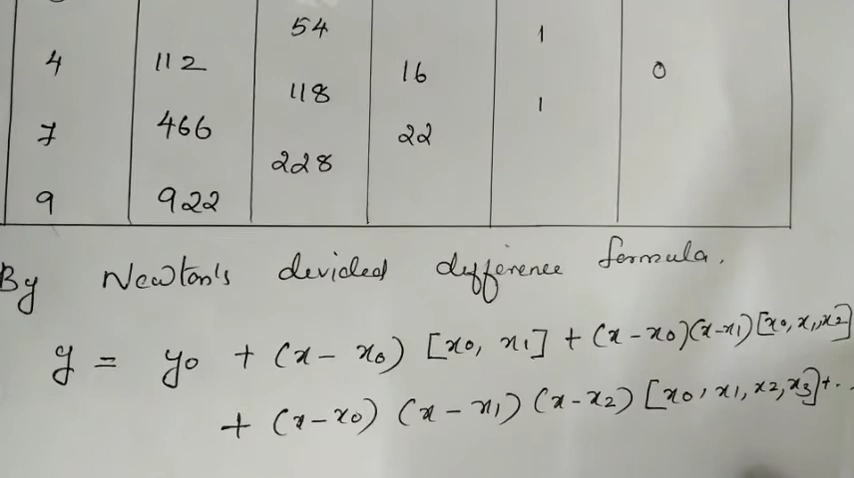 54 1
4 112 16 0
118 1
7 466 22
228
9 922
By Newton's devided difference formula.
y = y0 + (x - x0) [x0, x1] + (x - x0)(x-x1) [x0, x1, x2]
+ (x-x0) (x - x1) (x-x2) [x0, x1, x2, x3] + ..